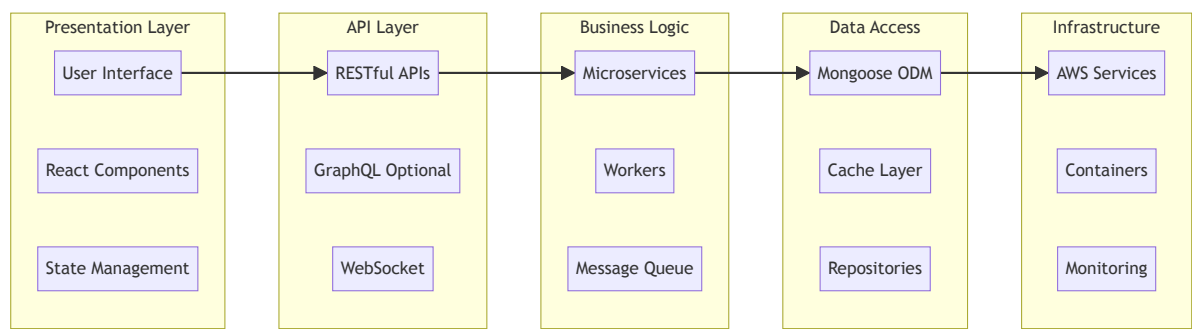 Presentation Layer
User Interface
React Components
State Management
API Layer
RESTful APIs
GraphQL Optional
WebSocket
Business Logic
Microservices
Workers
Message Queue
Data Access
Mongoose ODM
Cache Layer
Repositories
Infrastructure
AWS Services
Containers
Monitoring